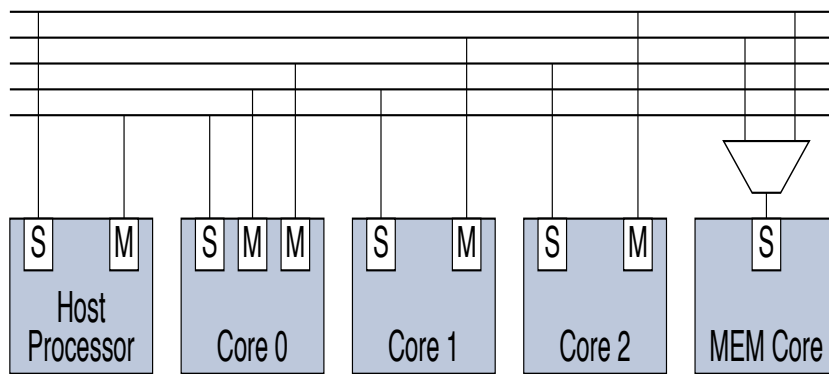 S M S M M S M S M S
Host
Processor Core 0 Core 1 Core 2 MEM Core